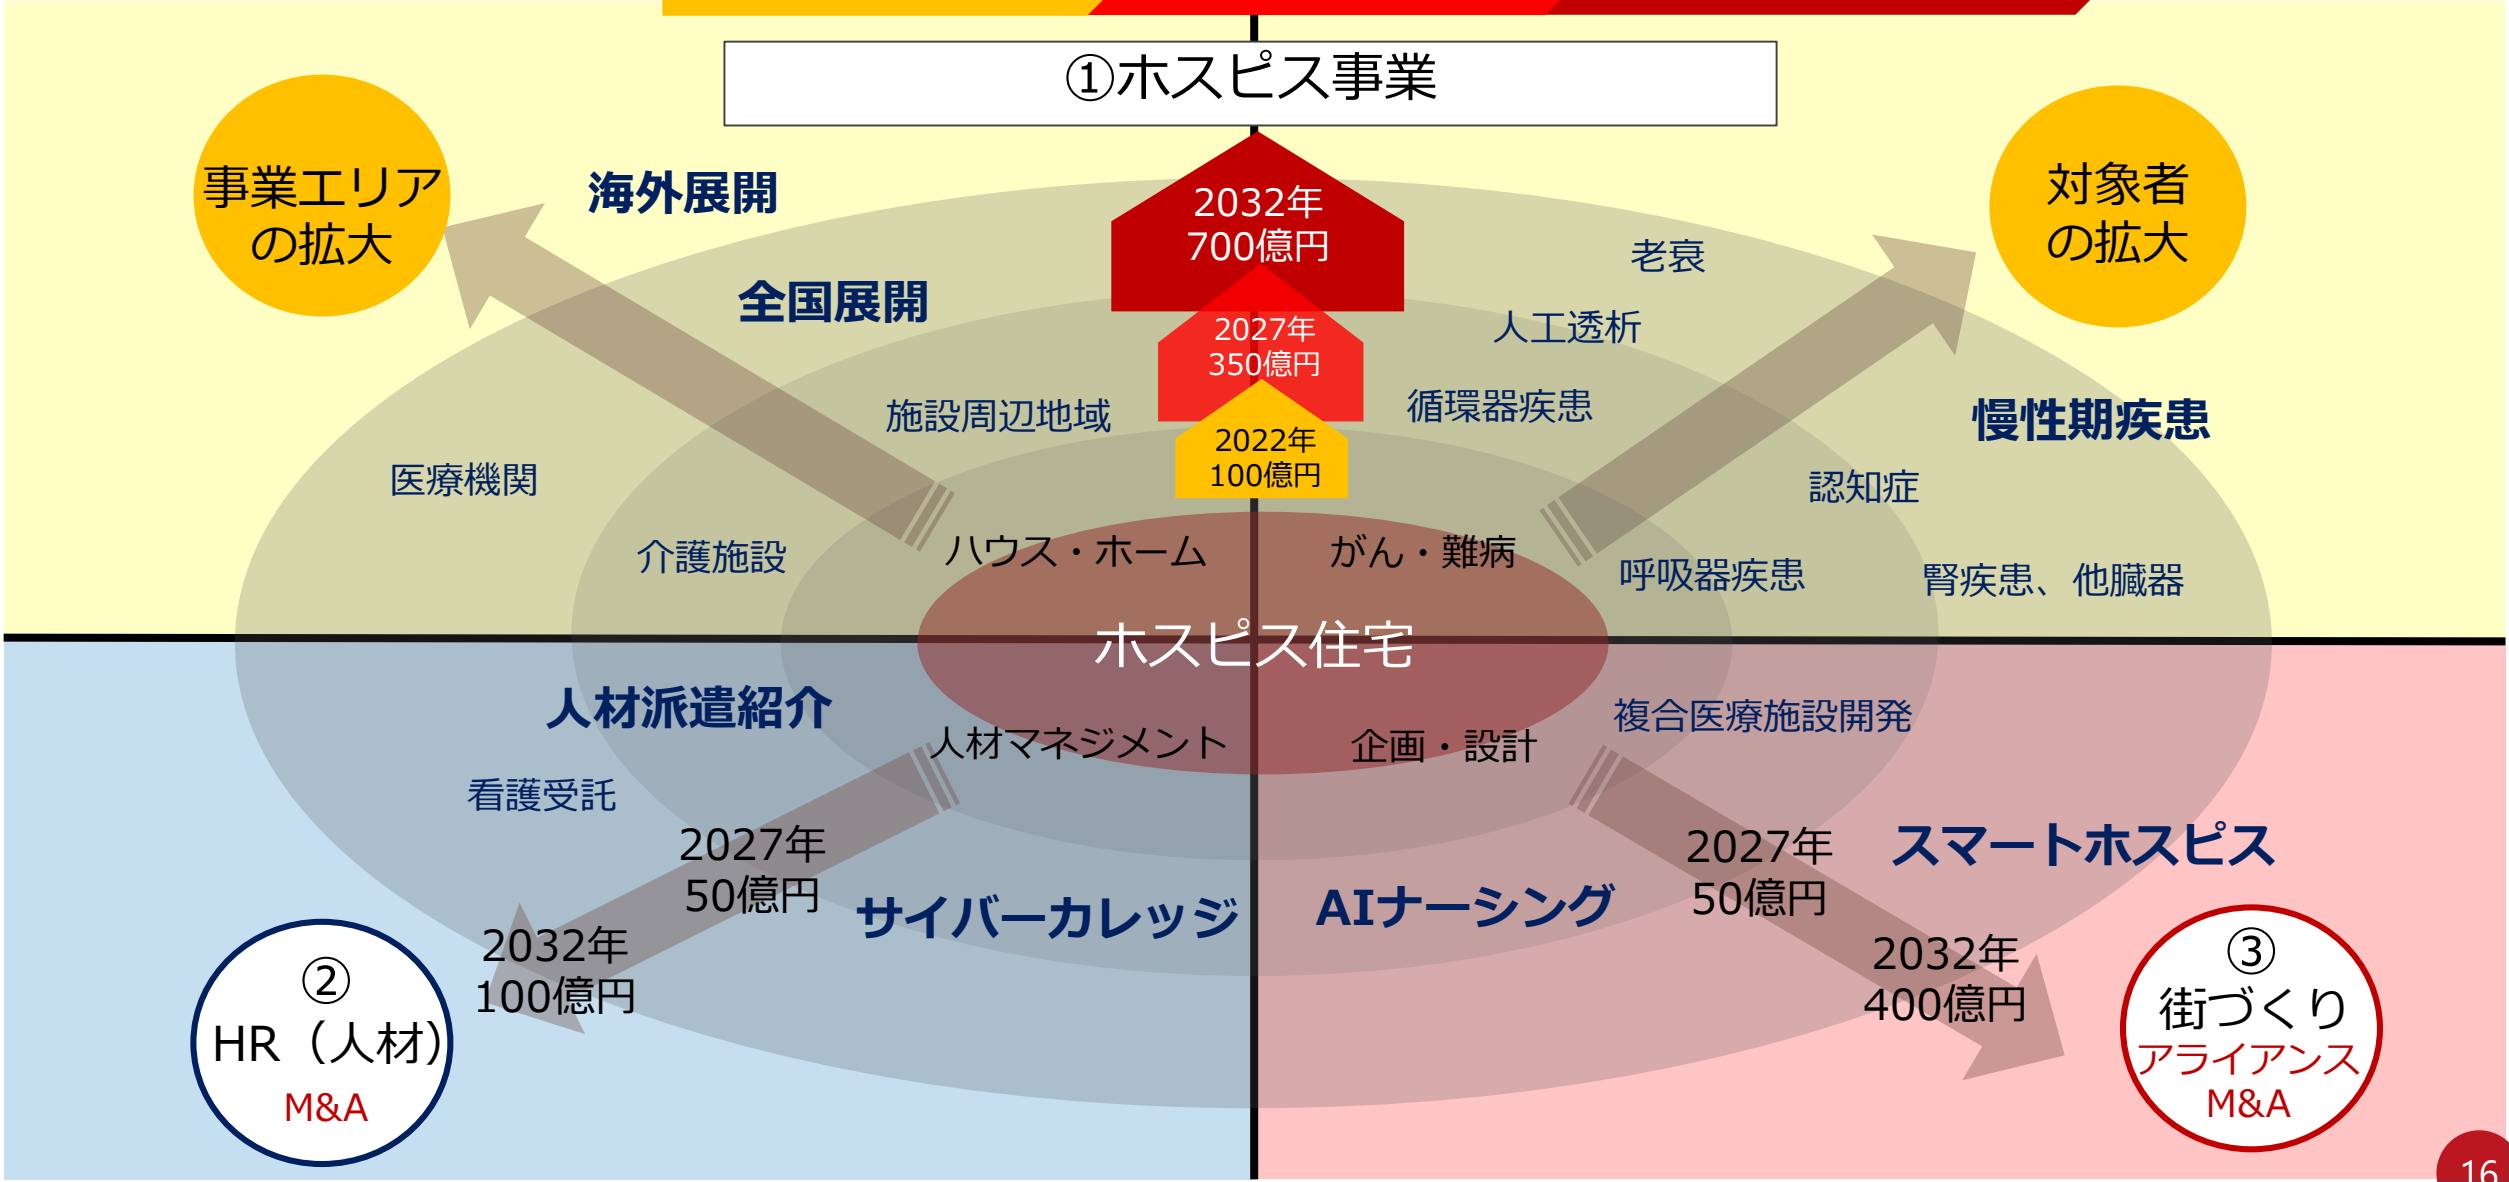 ①ホスピス事業
事業エリア
の拡大
対象者
の拡大
海外展開
全国展開
2032年
700億円
2027年
350億円
2022年
100億円
老衰
人工透析
循環器疾患
慢性期疾患
施設周辺地域
医療機関
介護施設
認知症
呼吸器疾患
腎疾患、他臓器
ハウス・ホーム
がん・難病
ホスピス住宅
人材マネジメント
企画・設計
人材派遣紹介
看護受託
2027年
50億円
2032年
100億円
サイバーカレッジ
②
HR（人材）
M&A
複合医療施設開発
AIナーシング
スマートホスピス
2027年
50億円
2032年
400億円
③
街づくり
アライアンス
M&A
16